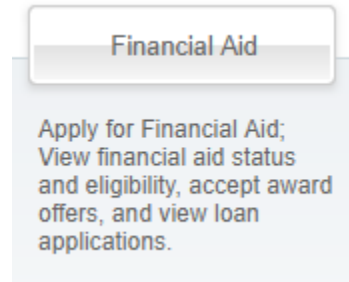 Financial Aid
Apply for Financial Aid;
View financial aid status
and eligibility, accept award
offers, and view loan
applications.